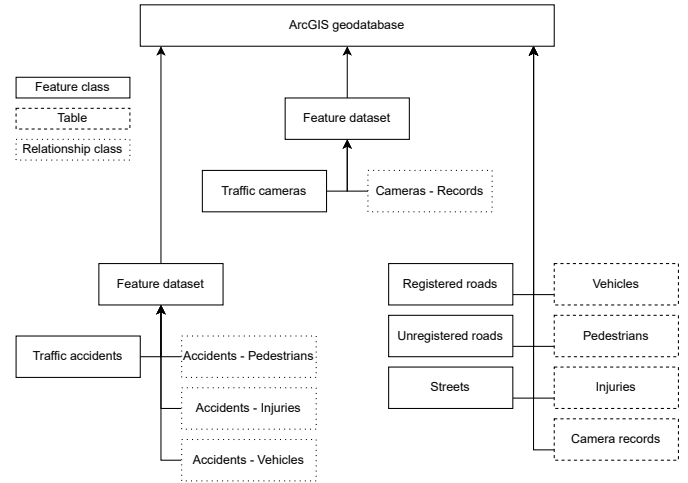 ArcGIS geodatabase
Feature class
Table
Relationship class
Feature dataset
Traffic cameras
Cameras - Records
Feature dataset
Traffic accidents
Accidents - Pedestrians
Accidents - Injuries
Accidents - Vehicles
Registered roads
Vehicles
Unregistered roads
Pedestrians
Streets
Injuries
Camera records